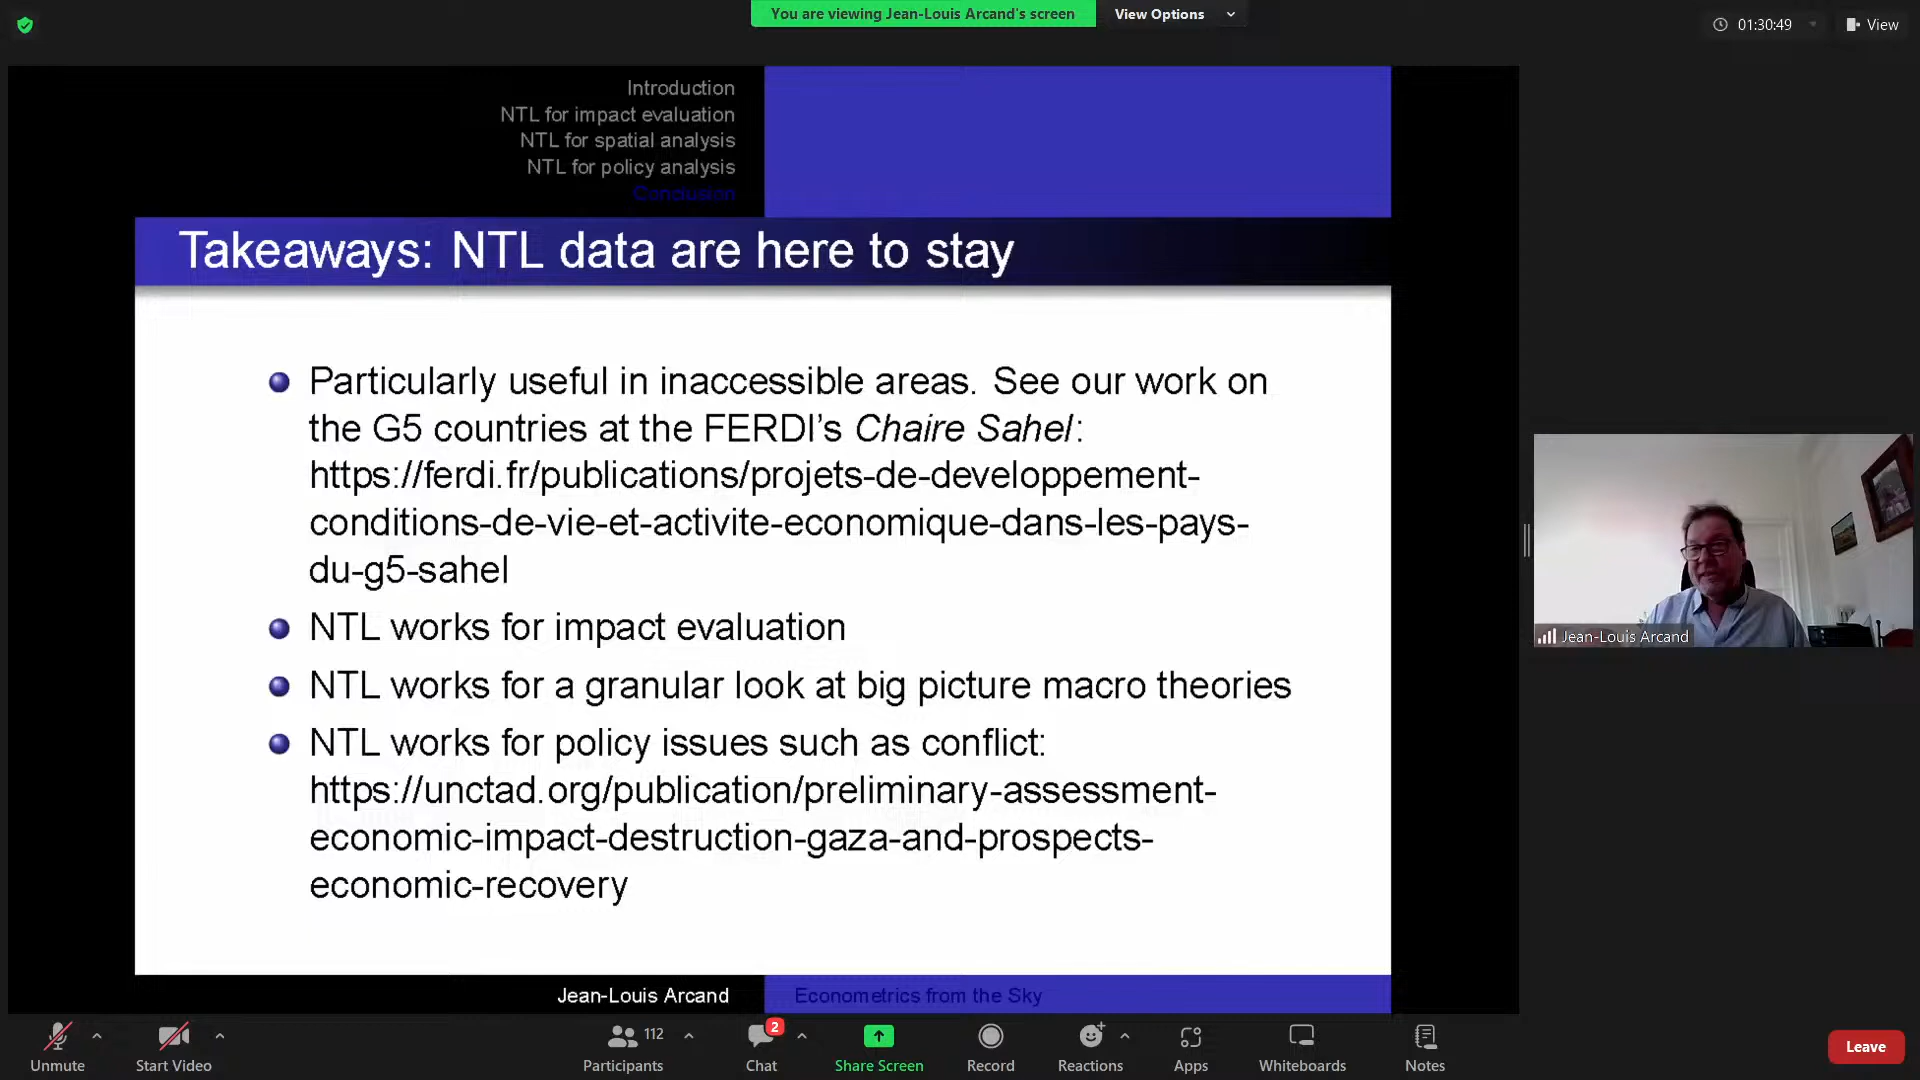 You are viewing Jean-Louis Arcand's screen
View Options
01:30:49
View
Introduction
NTL for impact evaluation
NTL for spatial analysis
NTL for policy analysis
Conclusion
Takeaways: NTL data are here to stay
Particularly useful in inaccessible areas. See our work on
the G5 countries at the FERDI's Chaire Sahel:
https://ferdi.fr/publications/projets-de-developpement-
conditions-de-vie-et-activite-economique-dans-les-pays-
du-g5-sahel
NTL works for impact evaluation
NTL works for a granular look at big picture macro theories
NTL works for policy issues such as conflict:
https://unctad.org/publication/preliminary-assessment-
economic-impact-destruction-gaza-and-prospects-
economic-recovery
Jean-Louis Arcand
Econometrics from the Sky
Jean-Louis Arcand
Unmute
Start Video
112
Participants
2
Chat
Share Screen
Record
Reactions
Apps
Whiteboards
Notes
Leave